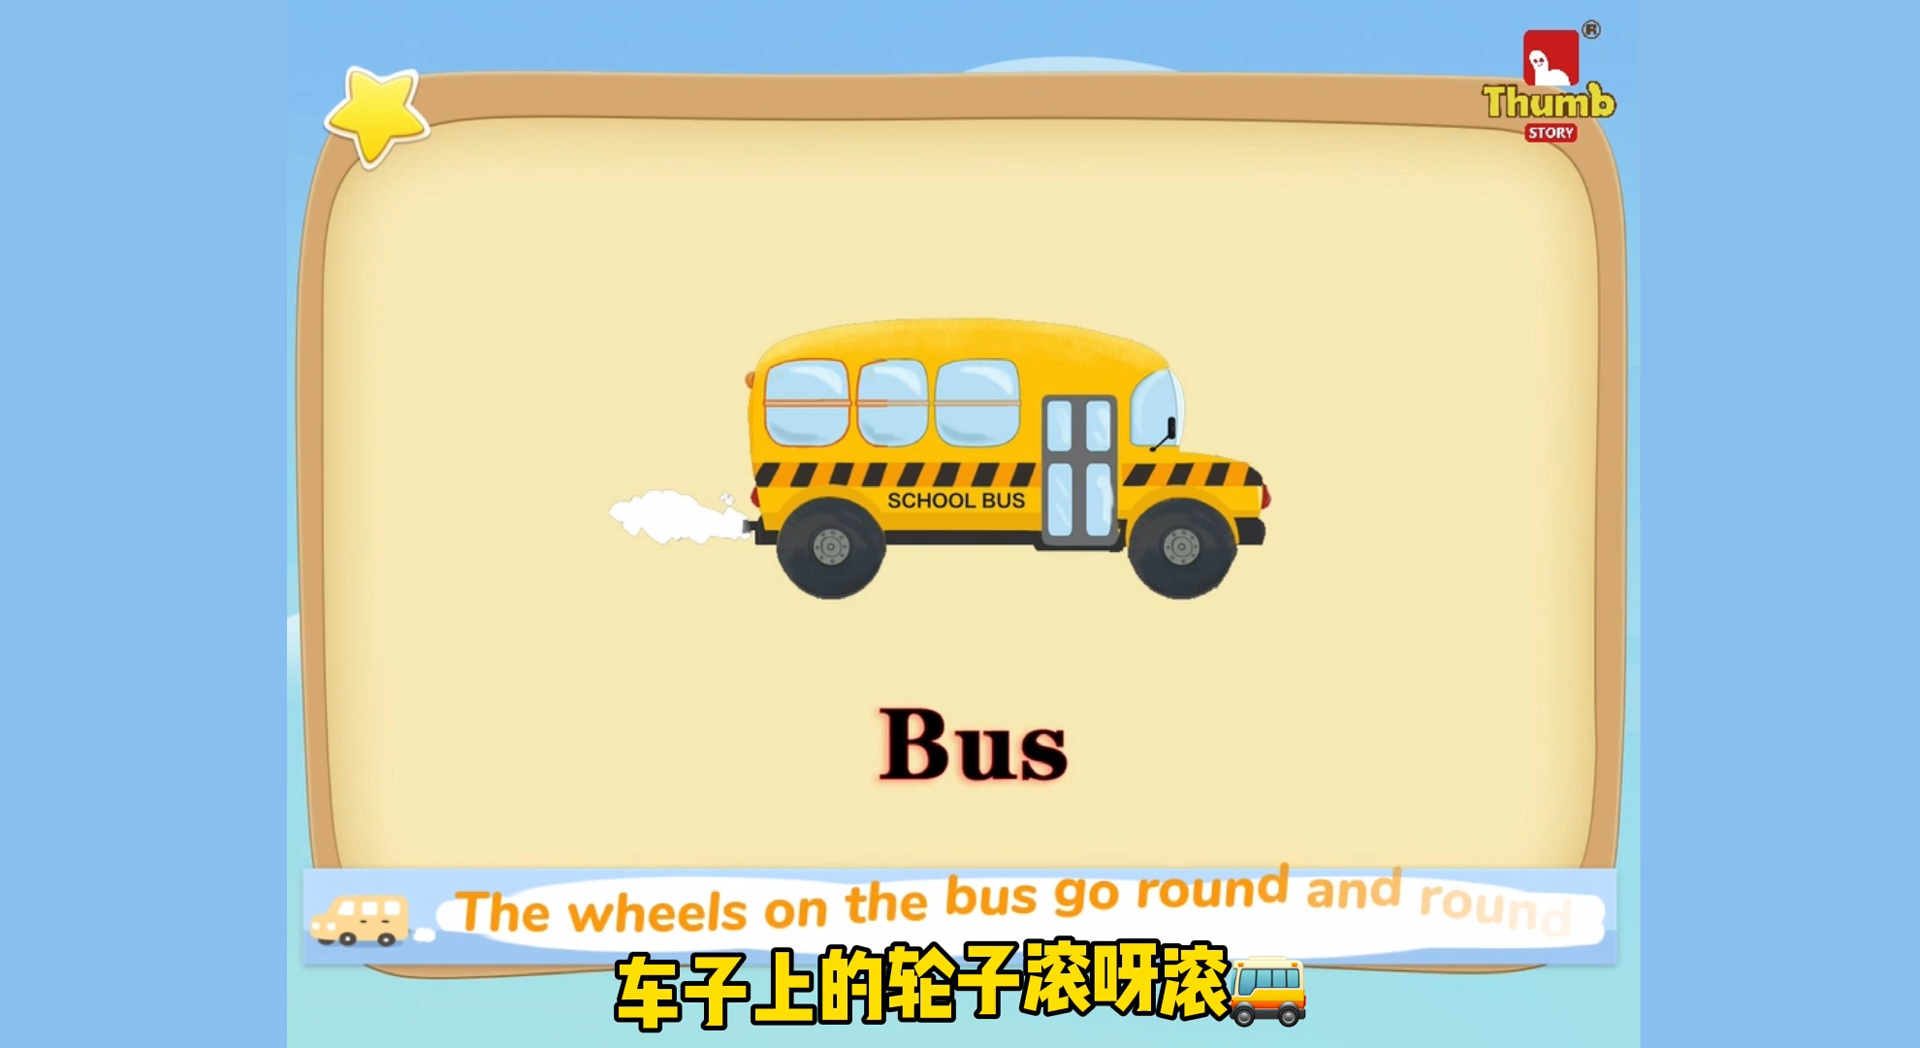 ®
Thumb
STORY
SCHOOL BUS
Bus
The wheels on the bus go round and round
车子上的轮子滚呀滚